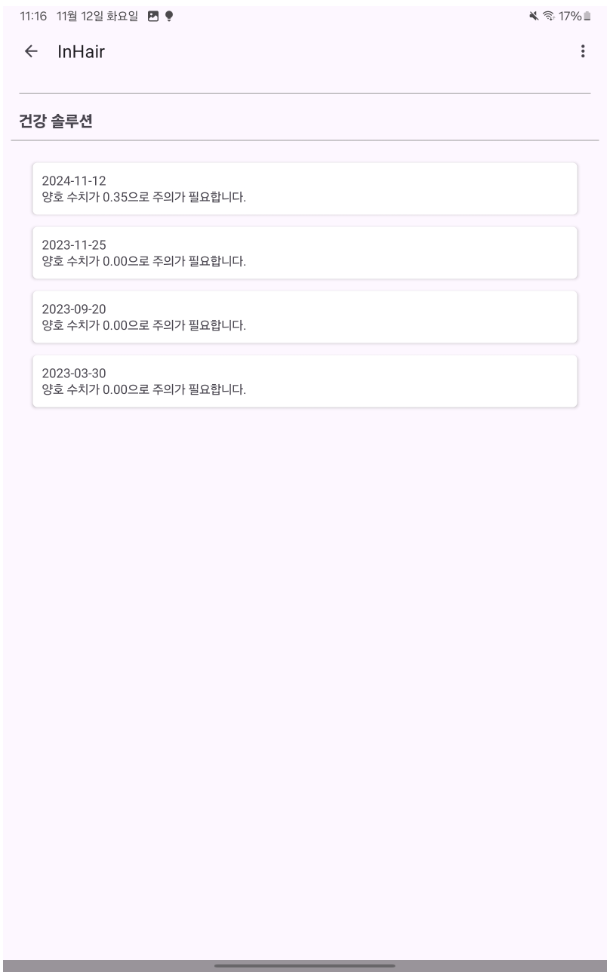 11:16 11월 12일 화요일 17%
InHair
건강 솔루션
2024-11-12
양호 수치가 0.35으로 주의가 필요합니다.
2023-11-25
양호 수치가 0.00으로 주의가 필요합니다.
2023-09-20
양호 수치가 0.00으로 주의가 필요합니다.
2023-03-30
양호 수치가 0.00으로 주의가 필요합니다.